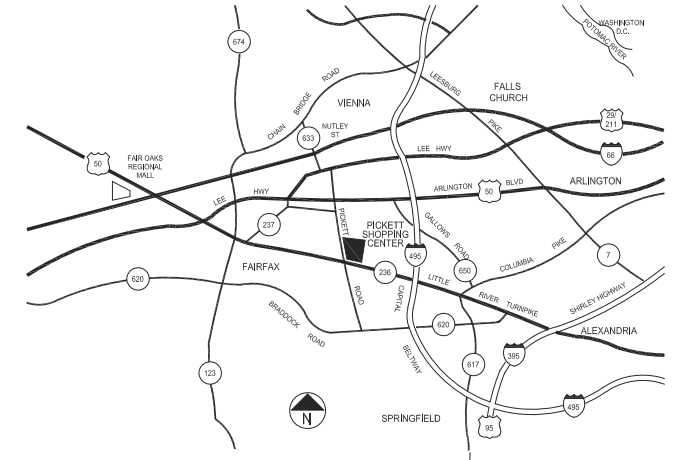 WASHINGTON
D.C.
POTOMAC RIVER
674
CHAIN BRIDGE ROAD
LEESBURG PIKE
FALLS
CHURCH
VIENNA
29/
211
NUTLEY
ST
633
66
LEE HWY
50
FAIR OAKS
REGIONAL
MALL
ARLINGTON BLVD
50
ARLINGTON
LEE HWY
237
PICKETT ROAD
PICKETT
SHOPPING
CENTER
GALLOWS ROAD
495
650
COLUMBIA PIKE
7
FAIRFAX
236
LITTLE RIVER TURNPIKE
620
CAPITAL BELTWAY
SHIRLEY HIGHWAY
BRADDOCK ROAD
620
ALEXANDRIA
395
617
123
495
N
SPRINGFIELD
95